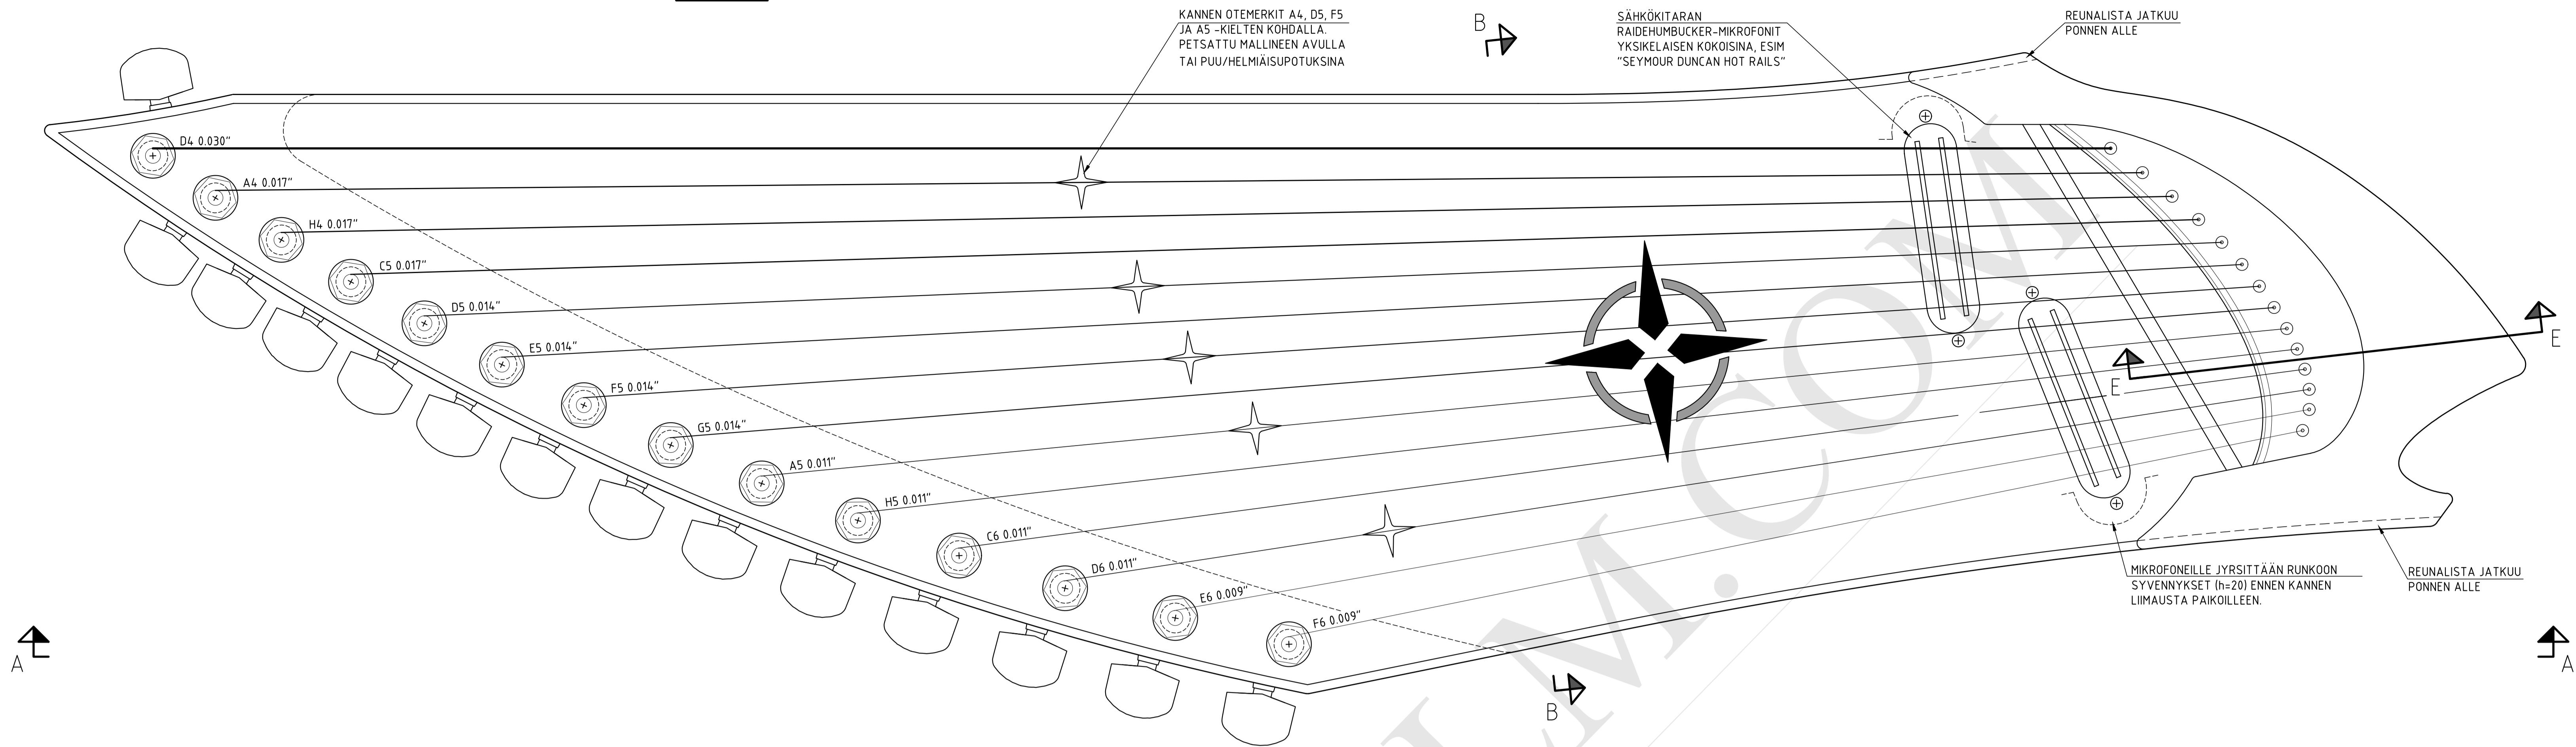 KANNEN OTEMERKIT A4, D5, F5
JA A5 -KIELTEN KOHDALLA.
PETSATTU MALLINEEN AVULLA
TAI PUU/HELMIÄISUPOTUKSINA
B
SÄHKÖKITARAN
RAIDEHUMBUCKER-MIKROFONIT
YKSIKELAISEN KOKOISINA, ESIM
"SEYMOUR DUNCAN HOT RAILS"
REUNALISTA JATKUU
PONNEN ALLE
D4 0.030"
A4 0.017"
H4 0.017"
C5 0.017"
D5 0.014"
E5 0.014"
F5 0.014"
G5 0.014"
A5 0.011"
H5 0.011"
C6 0.011"
D6 0.011"
E6 0.009"
F6 0.009"
E
E
MIKROFONEILLE JYRSITTÄÄN RUNKOON
SYVENNYKSET (h=20) ENNEN KANNEN
LIIMAUSTA PAIKOILLEEN.
REUNALISTA JATKUU
PONNEN ALLE
A
A
B
LM.COM